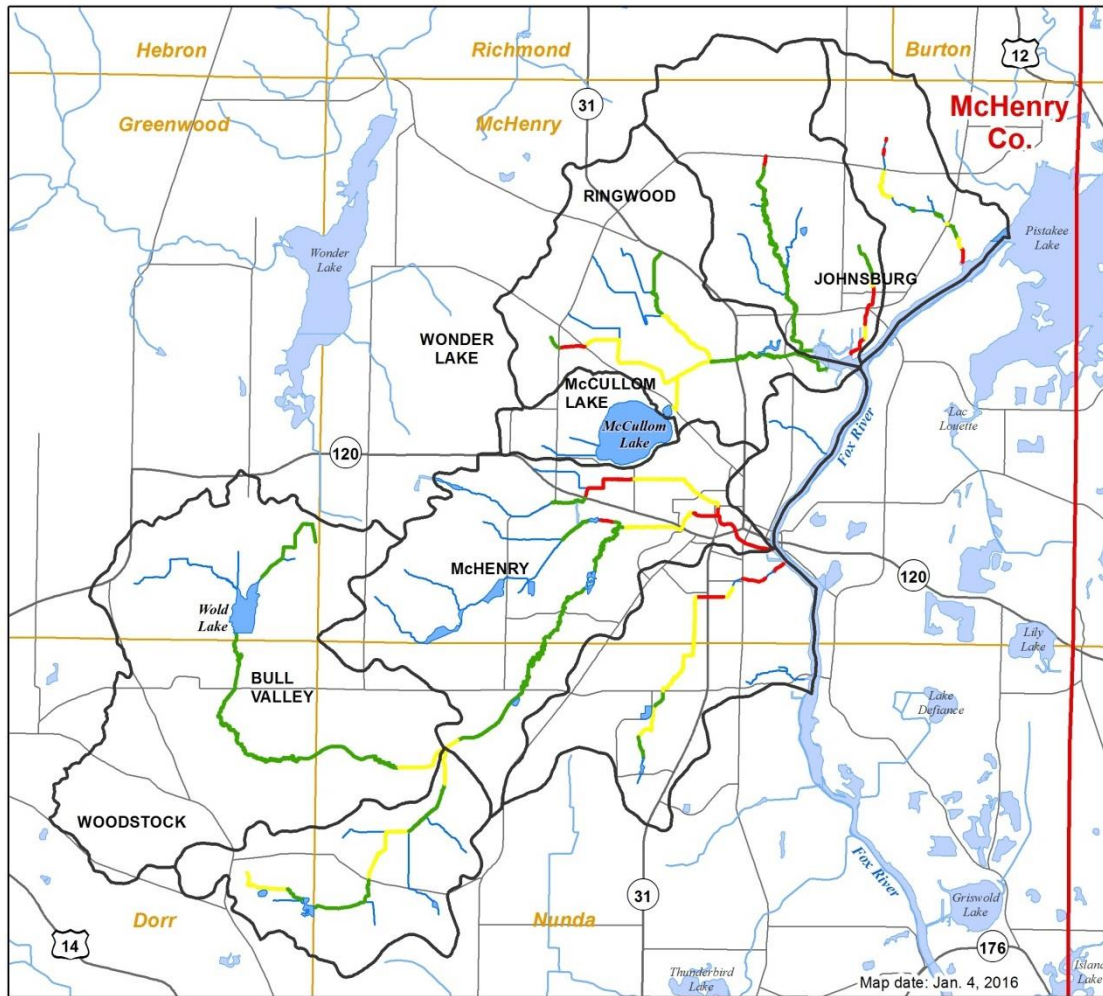 Hebron
Richmond
Burton
12
31
McHenry
Co.
Greenwood
McHenry
RINGWOOD
Wonder
Lake
Pistakee
Lake
JOHNSBURG
WONDER
LAKE
McCULLOM
LAKE
McCullom
Lake
Lac
Louette
Fox River
120
McHENRY
120
Wold
Lake
Lily
Lake
BULL
VALLEY
Lake
Defiance
WOODSTOCK
Fox River
31
Griswold
Lake
Dorr
Nunda
14
176
Thunderbird
Lake
Island
Lake
Map date: Jan. 4, 2016